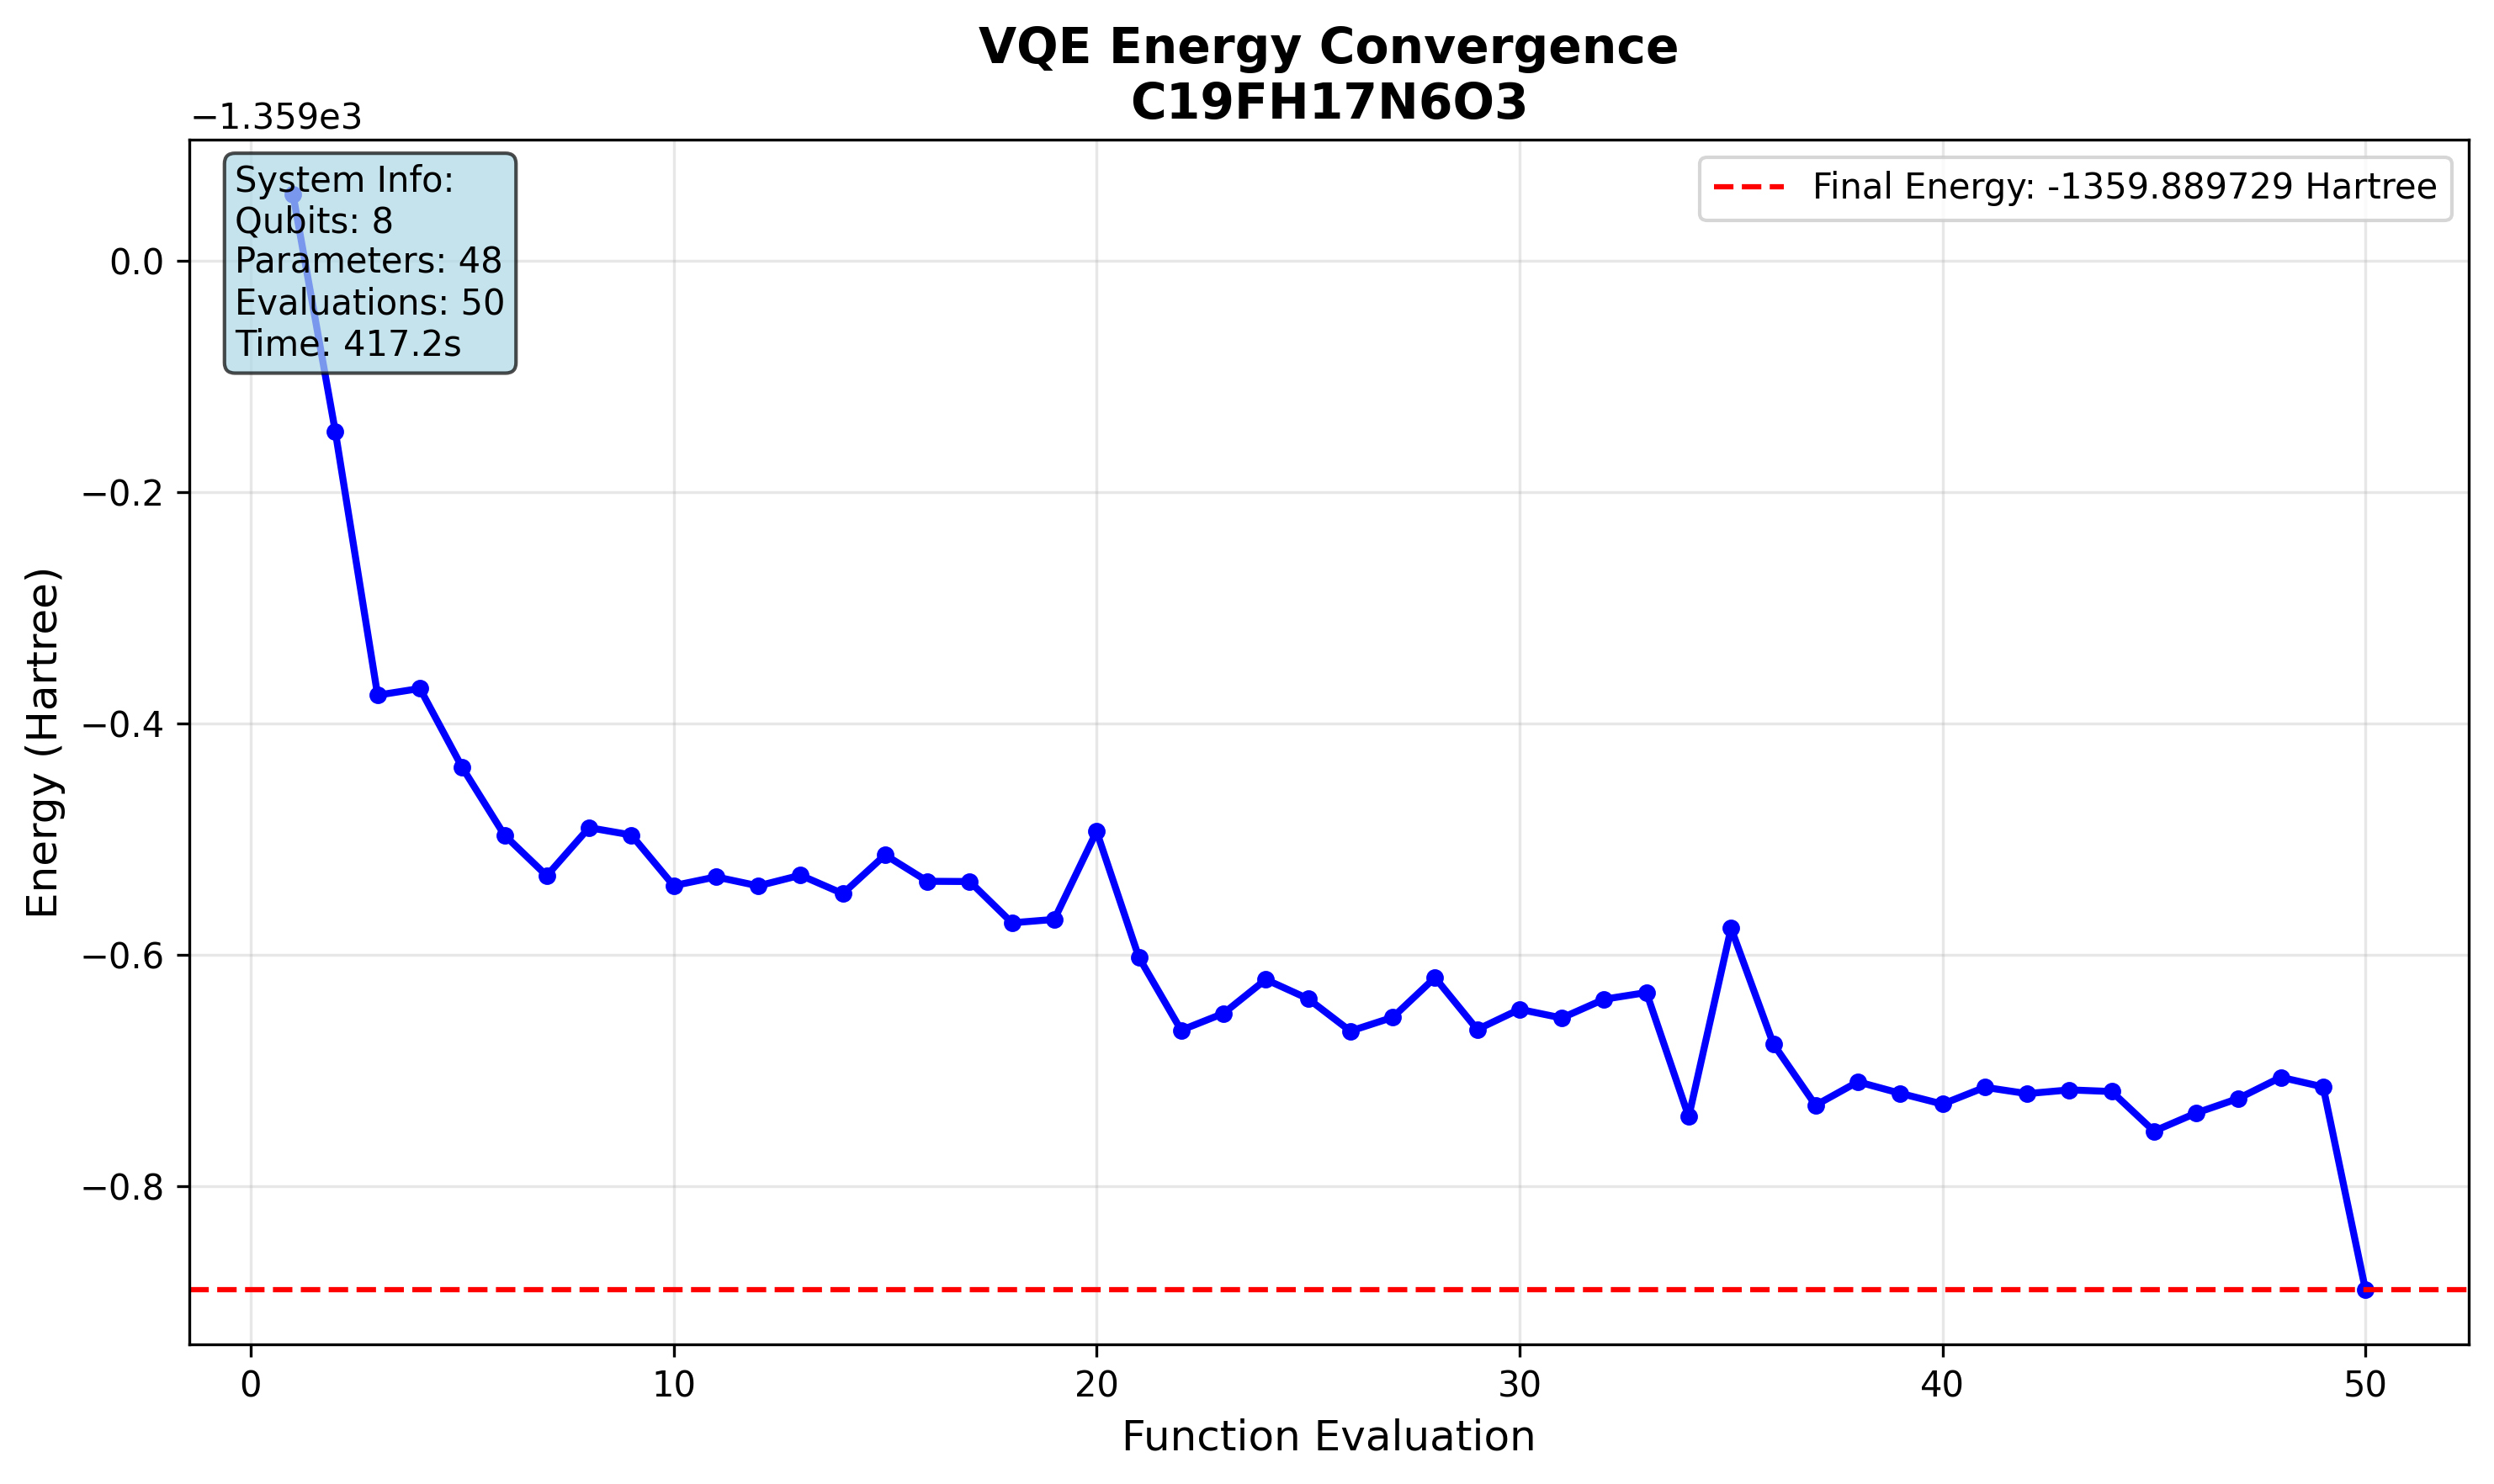 VQE Energy Convergence
C19FH17N6O3
−1.359e3
System Info:
Qubits: 8
Parameters: 48
Evaluations: 50
Time: 417.2s
Final Energy: -1359.889729 Hartree
0.0
−0.2
−0.4
−0.6
−0.8
Energy (Hartree)
0 10 20 30 40 50
Function Evaluation